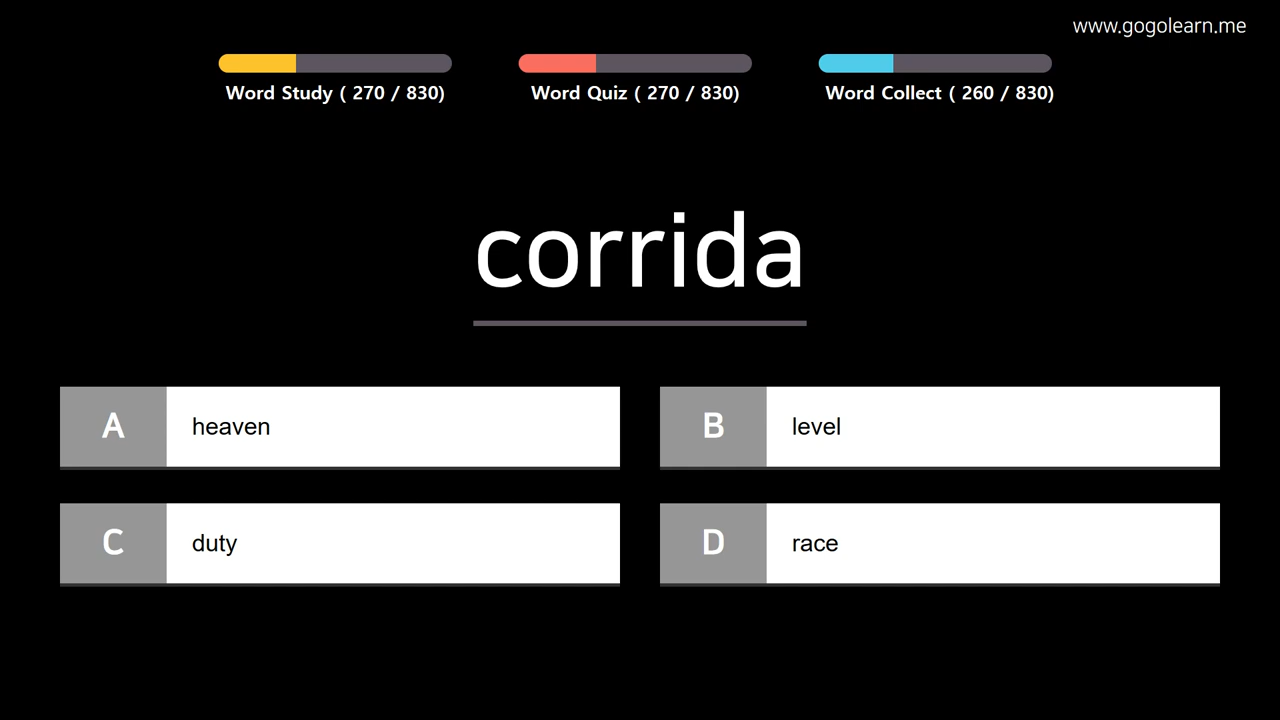 www.gogolearn.me
Word Study ( 270 / 830)
Word Quiz ( 270 / 830)
Word Collect ( 260 / 830)
corrida
A heaven
B level
C duty
D race